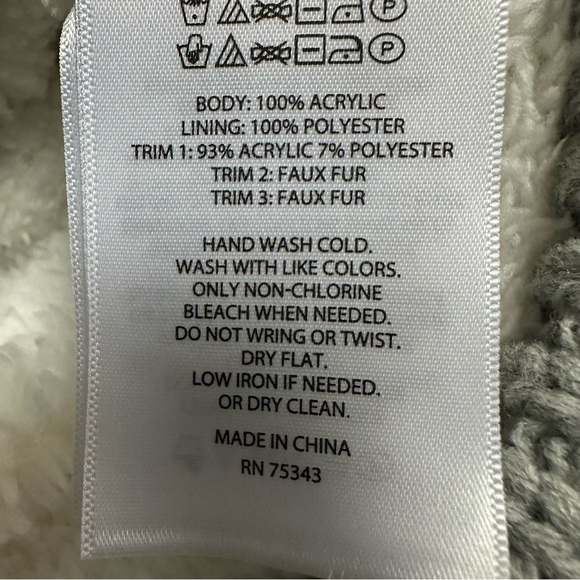 P
P
BODY: 100% ACRYLIC
LINING: 100% POLYESTER
TRIM 1: 93% ACRYLIC 7% POLYESTER
TRIM 2: FAUX FUR
TRIM 3: FAUX FUR
HAND WASH COLD.
WASH WITH LIKE COLORS.
ONLY NON-CHLORINE
BLEACH WHEN NEEDED.
DO NOT WRING OR TWIST.
DRY FLAT.
LOW IRON IF NEEDED.
OR DRY CLEAN.
MADE IN CHINA
RN 75343